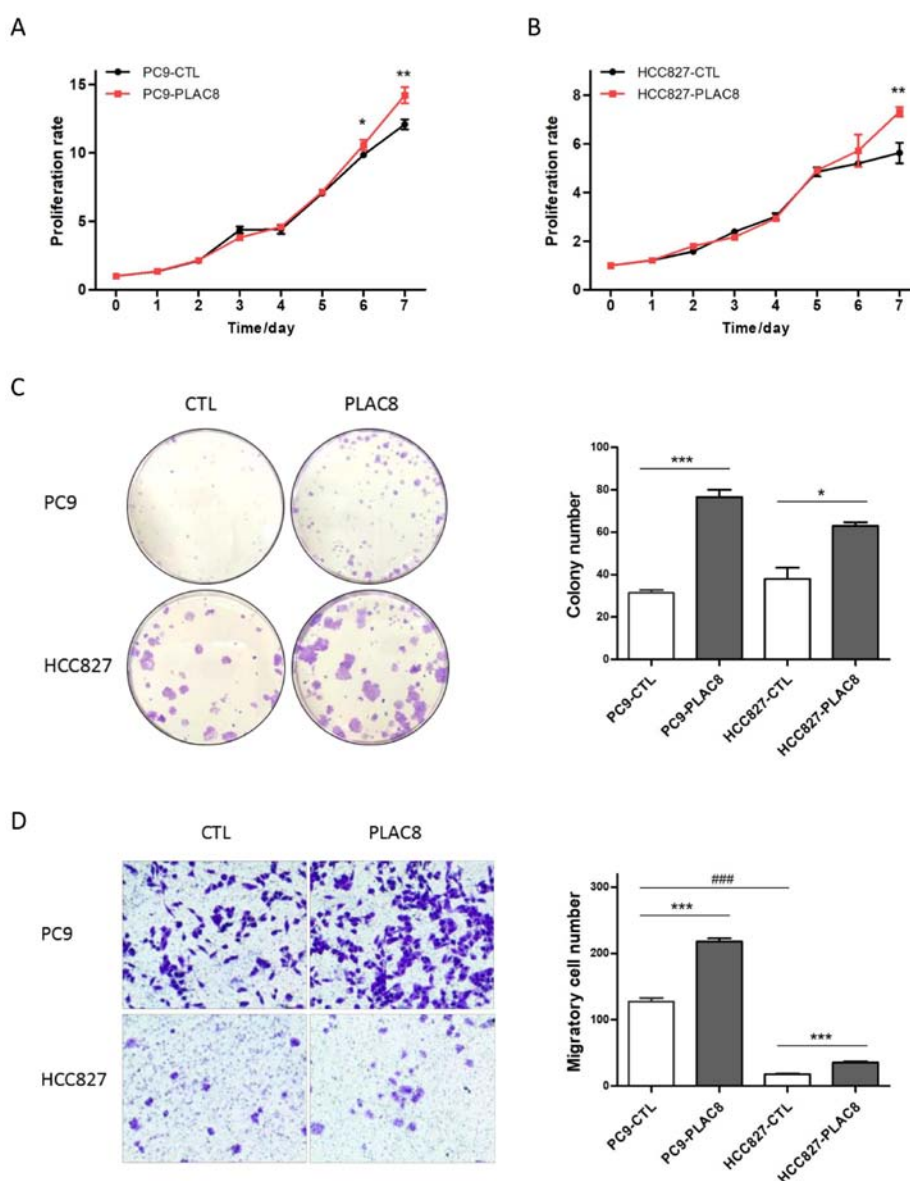 A
PC9-CTL
PC9-PLAC8
Proliferation rate
15
10
5
0
*
**
0 1 2 3 4 5 6 7
Time/day
B
HCC827-CTL
HCC827-PLAC8
Proliferation rate
8
6
4
2
0
**
0 1 2 3 4 5 6 7
Time/day
C
CTL PLAC8
PC9
HCC827
Colony number
100
80
60
40
20
0
***
*
PC9-CTL
PC9-PLAC8
HCC827-CTL
HCC827-PLAC8
D
CTL PLAC8
PC9
HCC827
Migratory cell number
300
200
100
0
###
***
***
PC9-CTL
PC9-PLAC8
HCC827-CTL
HCC827-PLAC8